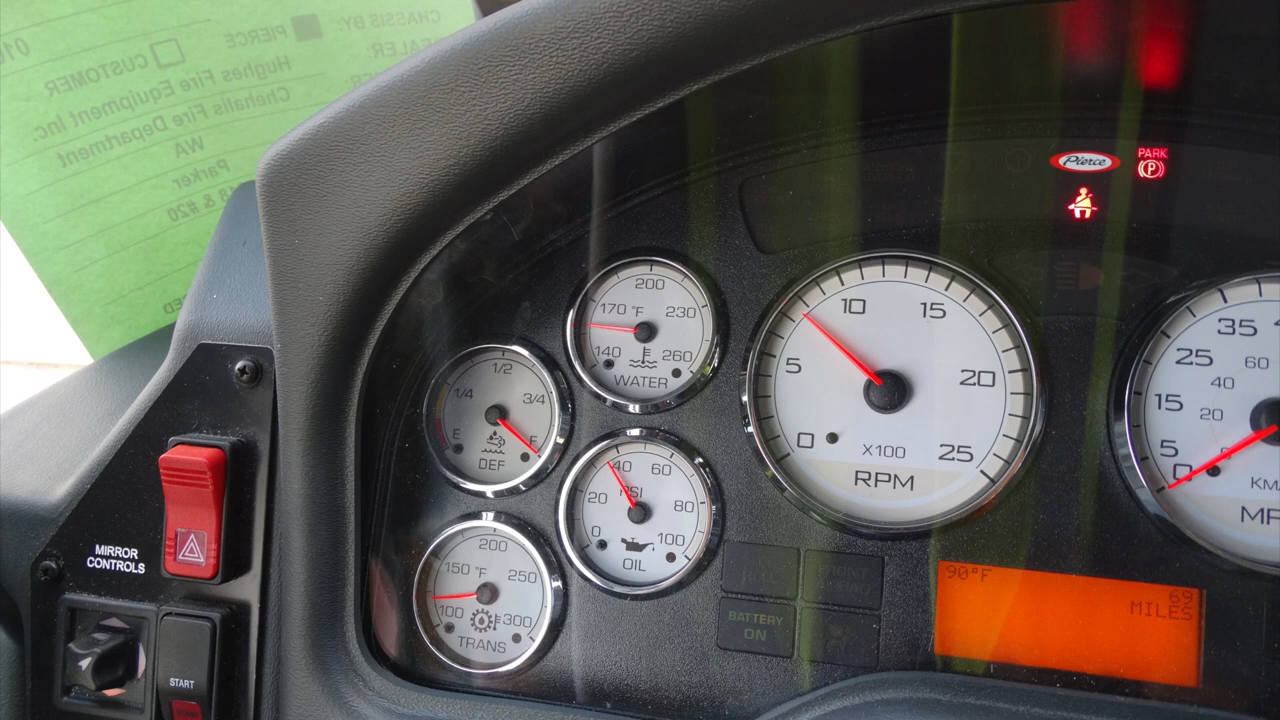 CHASSIS BY:
PIERCE
CUSTOMER
Hughes Fire Equipment Inc.
Chehalis Fire Department
WA
Parker
& #20
Pierce
PARK
P
200
170 °F 230
140 260
WATER
1/2
1/4 3/4
E F
DEF
40 60
PSI
20 80
0 100
OIL
200
150 °F 250
100 300
TRANS
10 15
5 20
0 25
X100
RPM
35
25 60
40
15 20
5
0
MIRROR
CONTROLS
START
BATTERY
ON
90°F
69
MILES